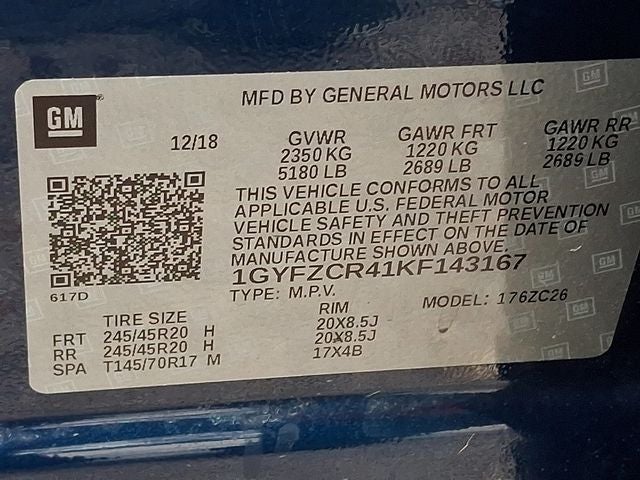 GM
MFD BY GENERAL MOTORS LLC
12/18
GVWR GAWR FRT GAWR RR
2350 KG 1220 KG 1220 KG
5180 LB 2689 LB 2689 LB
THIS VEHICLE CONFORMS TO ALL
APPLICABLE U.S. FEDERAL MOTOR
VEHICLE SAFETY AND THEFT PREVENTION
STANDARDS IN EFFECT ON THE DATE OF
MANUFACTURE SHOWN ABOVE.
617D
1GYFZCR41KF143167
TYPE: M.P.V. MODEL: 176ZC26
TIRE SIZE RIM
FRT 245/45R20 H 20X8.5J
RR 245/45R20 H 20X8.5J
SPA T145/70R17 M 17X4B